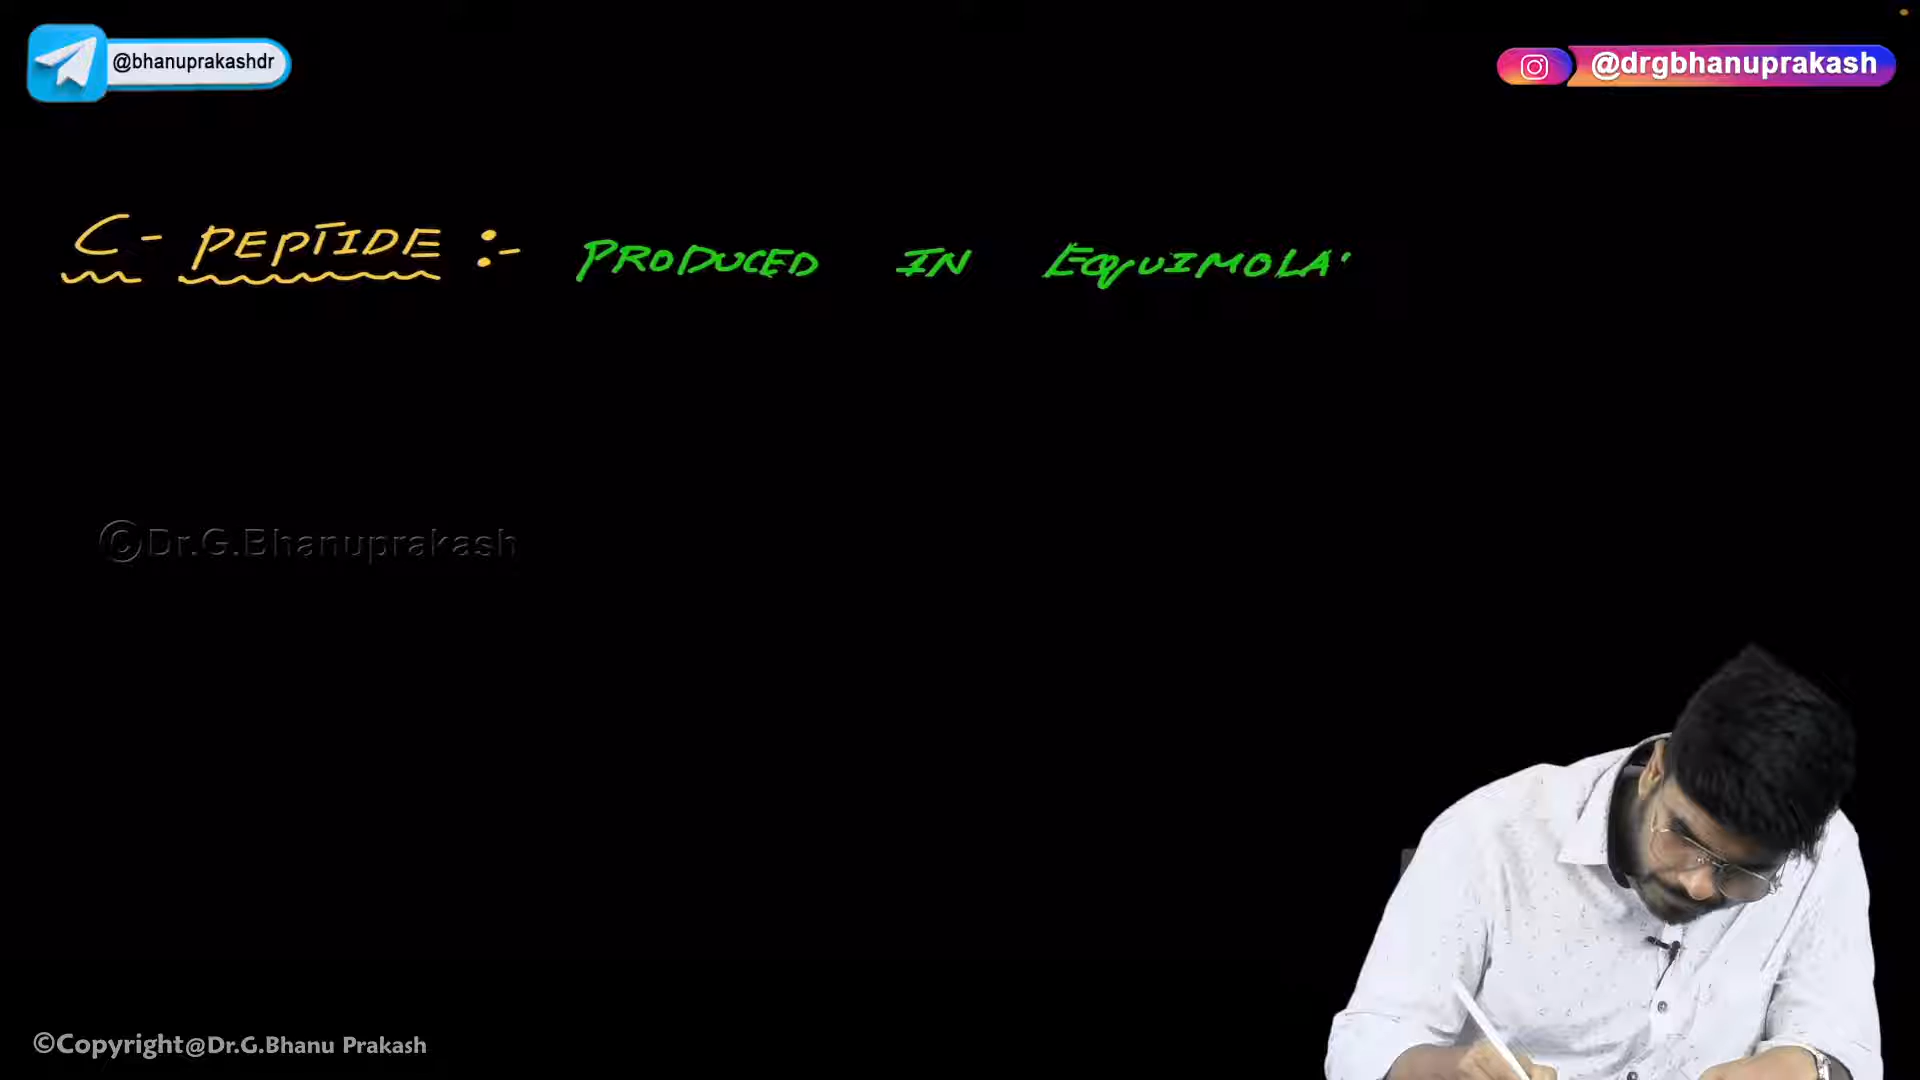 @bhanuprakashdr
@drgbhanuprakash
C- PEPTIDE :- PRODUCED IN EQUIMOLA
©Dr.G.Bhanuprakash
©Copyright@Dr.G.Bhanu Prakash